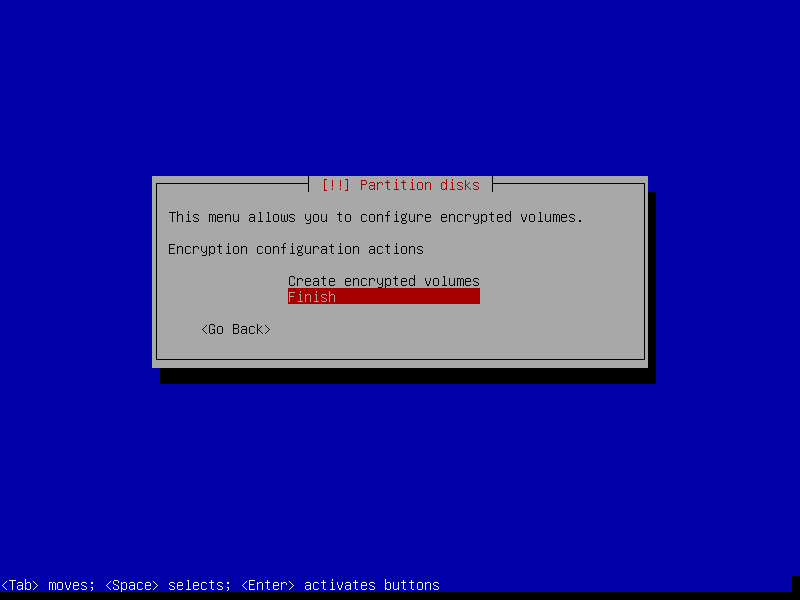 [!!] Partition disks
This menu allows you to configure encrypted volumes.
Encryption configuration actions
Create encrypted volumes
Finish
<Go Back>
<Tab> moves; <Space> selects; <Enter> activates buttons